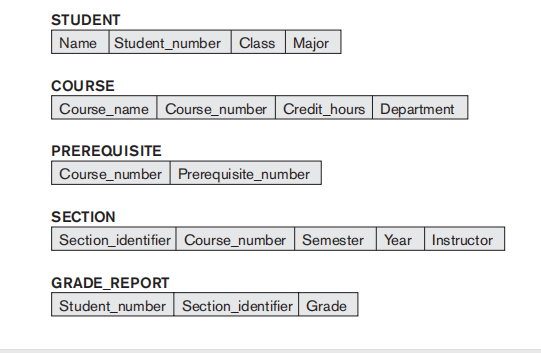 STUDENT
Name Student_number Class Major
COURSE
Course_name Course_number Credit_hours Department
PREREQUISITE
Course_number Prerequisite_number
SECTION
Section_identifier Course_number Semester Year Instructor
GRADE_REPORT
Student_number Section_identifier Grade